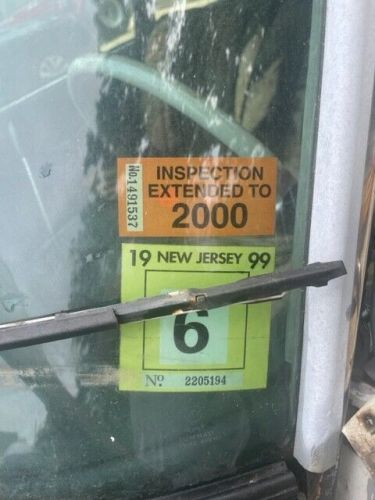 INSPECTION
EXTENDED TO
2000
No.1491537
19 NEW JERSEY 99
6
No. 2205194